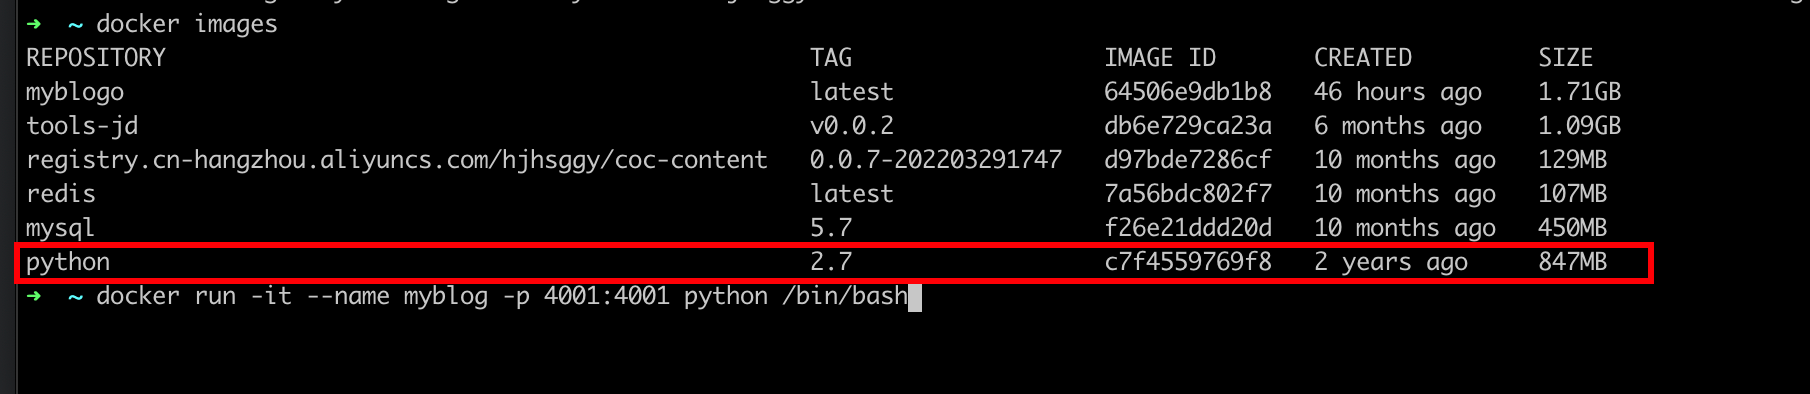 ➜ ~ docker images
REPOSITORY TAG IMAGE ID CREATED SIZE
myblogo latest 64506e9db1b8 46 hours ago 1.71GB
tools-jd v0.0.2 db6e729ca23a 6 months ago 1.09GB
registry.cn-hangzhou.aliyuncs.com/hjhsggy/coc-content 0.0.7-202203291747 d97bde7286cf 10 months ago 129MB
redis latest 7a56bdc802f7 10 months ago 107MB
mysql 5.7 f26e21ddd20d 10 months ago 450MB
python 2.7 c7f4559769f8 2 years ago 847MB
➜ ~ docker run -it --name myblog -p 4001:4001 python /bin/bash